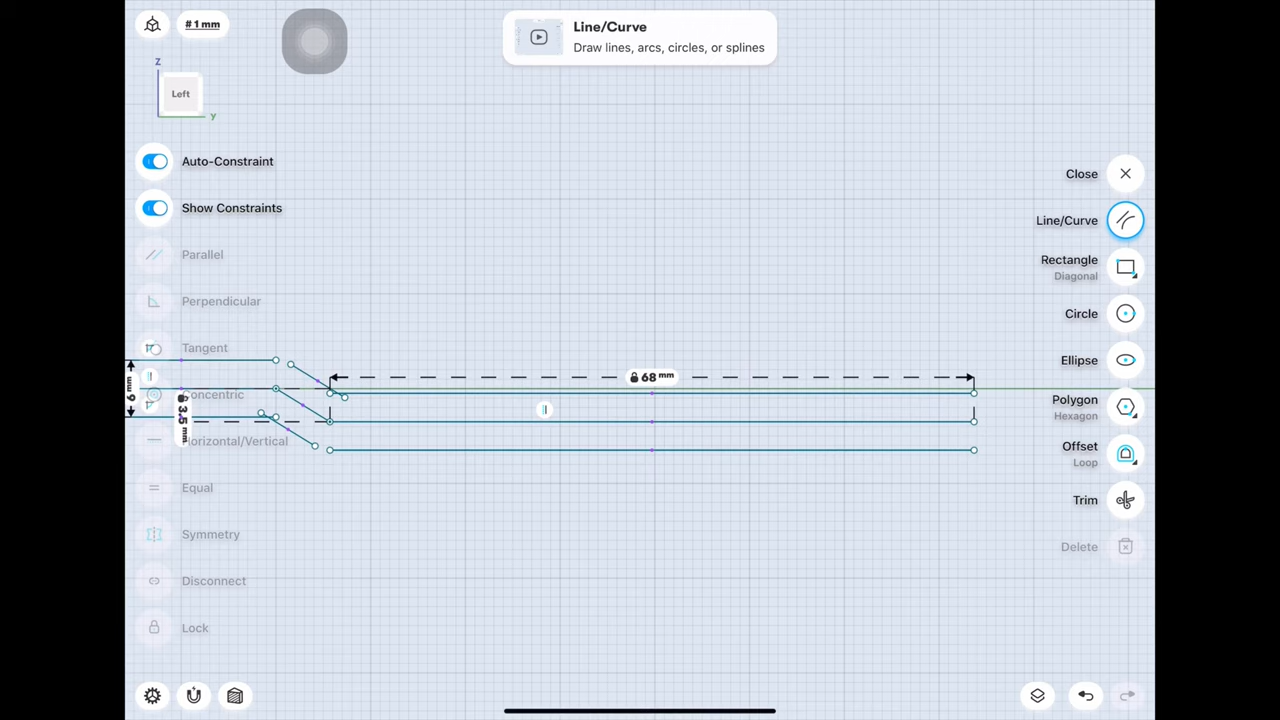 # 1 mm
Line/Curve
Draw lines, arcs, circles, or splines
Z
Left
y
Auto-Constraint
Show Constraints
Parallel
Perpendicular
Tangent
Concentric
Horizontal/Vertical
Equal
Symmetry
Disconnect
Lock
6 mm
3.5 mm
68 mm
Close
Line/Curve
Rectangle
Diagonal
Circle
Ellipse
Polygon
Hexagon
Offset
Loop
Trim
Delete